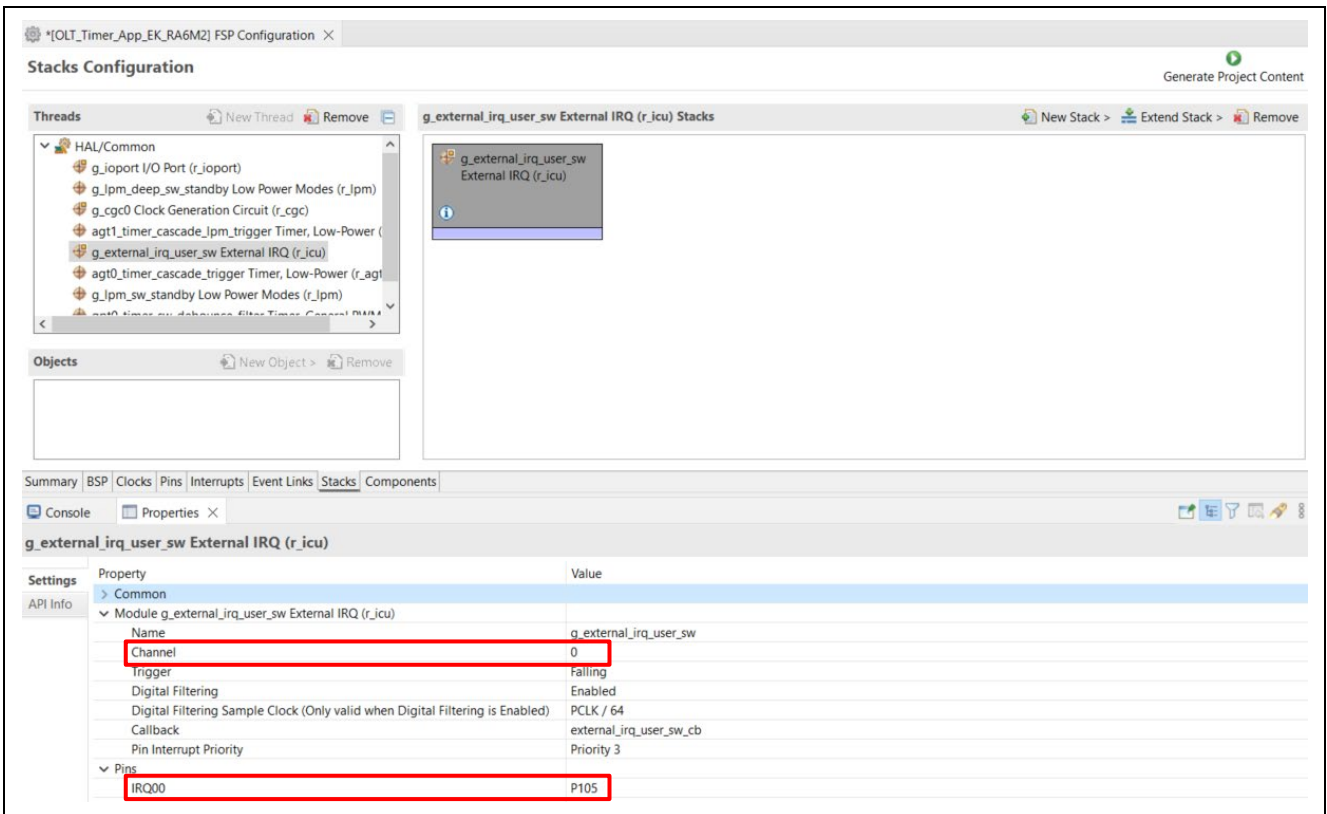 *[OLT_Timer_App_EK_RA6M2] FSP Configuration
Stacks Configuration
Generate Project Content
Threads New Thread Remove
g_external_irq_user_sw External IRQ (r_icu) Stacks New Stack > Extend Stack > Remove
HAL/Common
g_ioport I/O Port (r_ioport)
g_lpm_deep_sw_standby Low Power Modes (r_lpm)
g_cgc0 Clock Generation Circuit (r_cgc)
agt1_timer_cascade_lpm_trigger Timer, Low-Power (
g_external_irq_user_sw External IRQ (r_icu)
agt0_timer_cascade_trigger Timer, Low-Power (r_agt
g_lpm_sw_standby Low Power Modes (r_lpm)
g_external_irq_user_sw
External IRQ (r_icu)
Objects New Object > Remove
Summary BSP Clocks Pins Interrupts Event Links Stacks Components
Console Properties
g_external_irq_user_sw External IRQ (r_icu)
Settings
API Info
Property Value
Common
Module g_external_irq_user_sw External IRQ (r_icu)
Name g_external_irq_user_sw
Channel 0
Trigger Falling
Digital Filtering Enabled
Digital Filtering Sample Clock (Only valid when Digital Filtering is Enabled) PCLK / 64
Callback external_irq_user_sw_cb
Pin Interrupt Priority Priority 3
Pins
IRQ00 P105